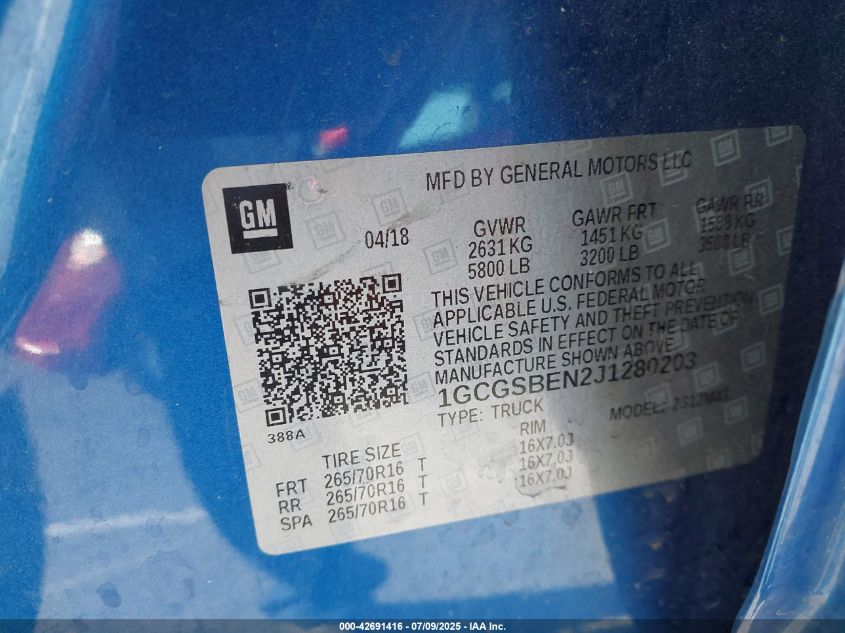 MFD BY GENERAL MOTORS LLC
GM
04/18
GVWR
2631 KG
5800 LB
GAWR FRT
1451 KG
3200 LB
GAWR RR
1588 KG
3500 LB
THIS VEHICLE CONFORMS TO ALL
APPLICABLE U.S. FEDERAL MOTOR
VEHICLE SAFETY AND THEFT PREVENTION
STANDARDS IN EFFECT ON THE DATE OF
MANUFACTURE SHOWN ABOVE.
1GCGSBEN2J1280203
TYPE: TRUCK
MODEL:
388A
TIRE SIZE
RIM
FRT 265/70R16 T 16X7.0J
RR 265/70R16 T 16X7.0J
SPA 265/70R16 T 16X7.0J
000-42691416 | 07/09/2025 - IAA Inc.